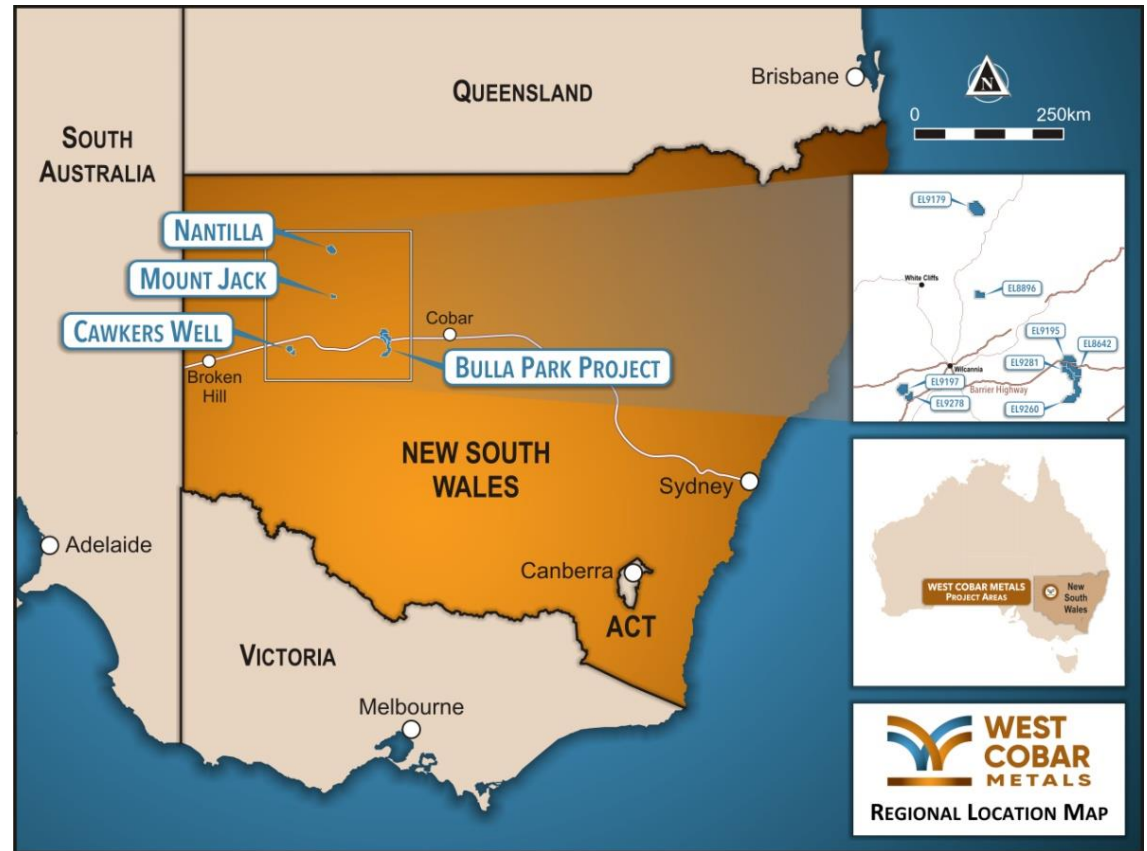 QUEENSLAND
Brisbane
N
0 250km
SOUTH
AUSTRALIA
NANTILLA
MOUNT JACK
CAWKERS WELL
Cobar
BULLA PARK PROJECT
Broken
Hill
NEW SOUTH
WALES
Sydney
Adelaide
Canberra
ACT
VICTORIA
Melbourne
EL9179
White Cliffs
EL8896
EL9195
EL8642
EL9281
Wilcannia
EL9197
Barrier Highway
EL9278
EL9260
WEST COBAR METALS
PROJECT AREAS
New
South
Wales
WEST
COBAR
METALS
REGIONAL LOCATION MAP